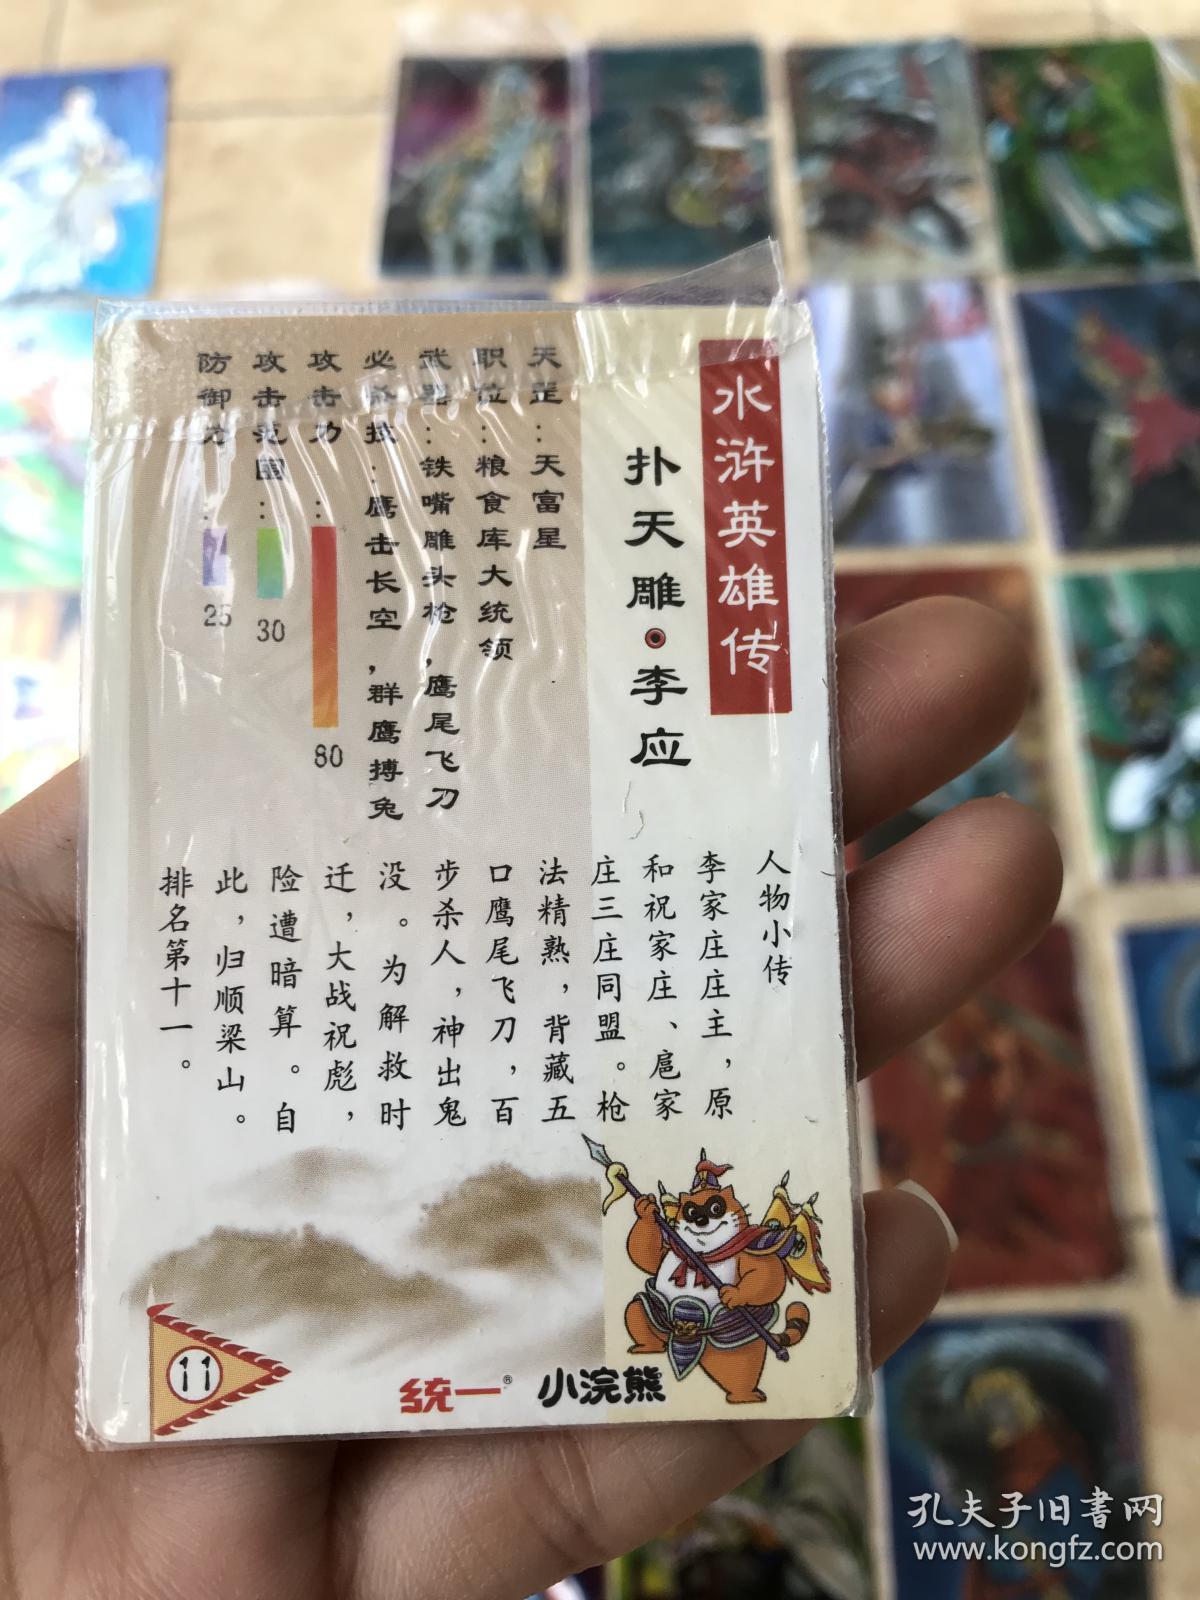 水浒英雄传
扑天雕·李应
天罡：天富星
职位：粮食库大统领
武器：铁嘴雕头枪，鹰尾飞刀
必杀技：鹰击长空，群鹰搏兔
攻击力：80
攻击范围：30
防御力：25
人物小传
李家庄庄主，原
和祝家庄、扈家
庄三庄同盟。枪
法精熟，背藏五
口鹰尾飞刀，百
步杀人，神出鬼
没。为解救时
迁，大战祝彪，
险遭暗算。自
此，归顺梁山。
排名第十一。
11
统一® 小浣熊
孔夫子旧书网
www.kongfz.com